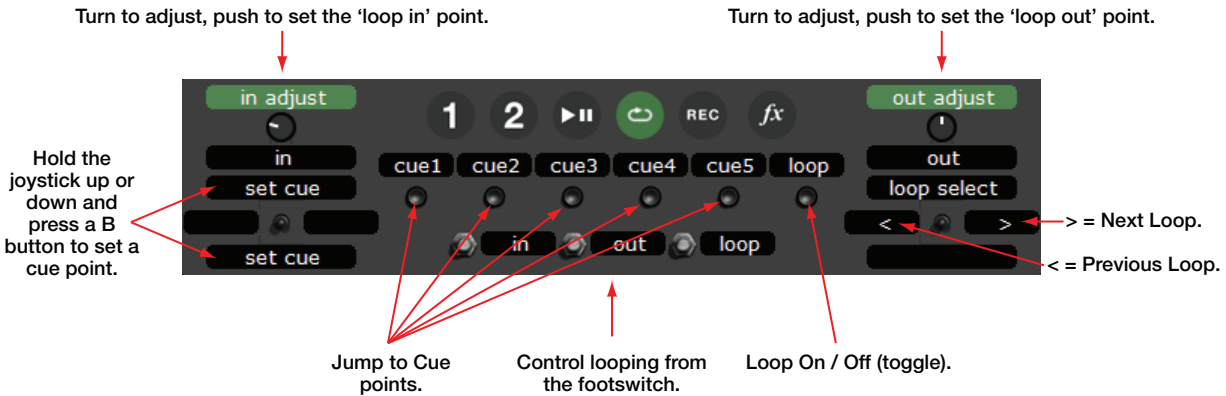 Turn to adjust, push to set the ‘loop in’ point.
Turn to adjust, push to set the ‘loop out’ point.
in adjust
in
set cue
set cue
Hold the
joystick up or
down and
press a B
button to set a
cue point.
1 2 REC fx
cue1 cue2 cue3 cue4 cue5 loop
in out loop
out adjust
out
loop select
< >
> = Next Loop.
< = Previous Loop.
Jump to Cue
points.
Control looping from
the footswitch.
Loop On / Off (toggle).